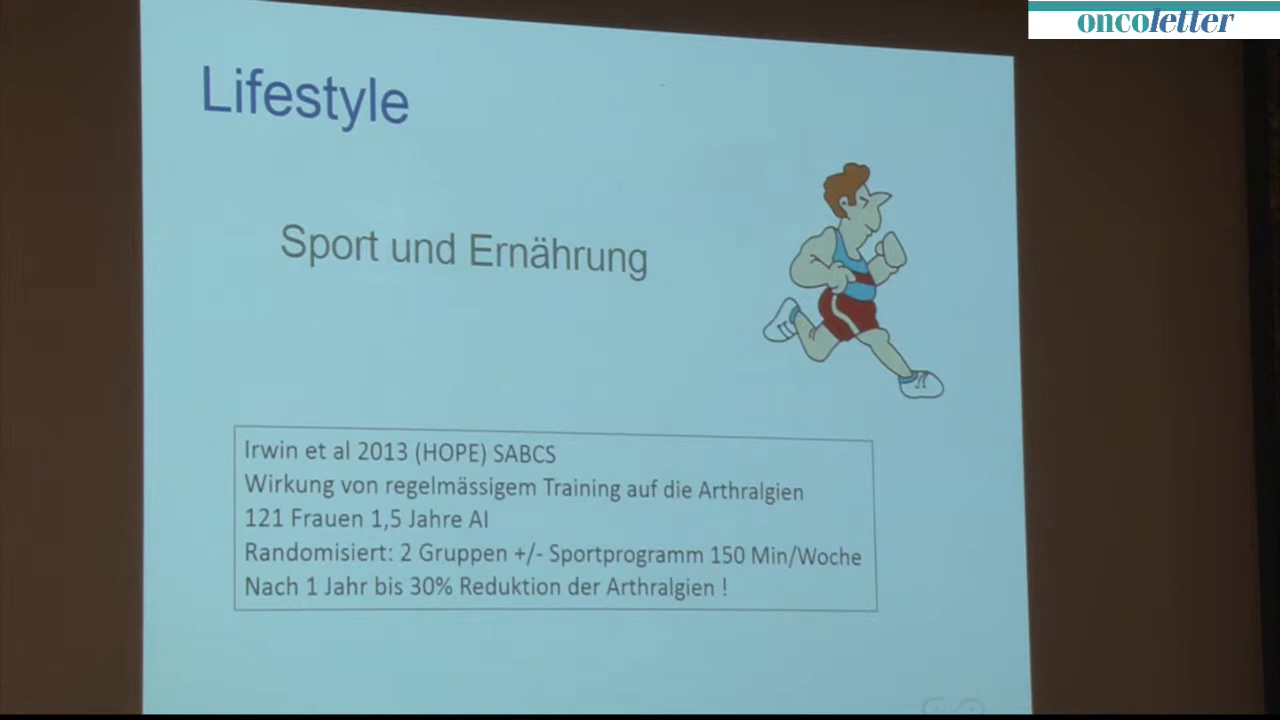 oncoletter
Lifestyle
Sport und Ernährung
Irwin et al 2013 (HOPE) SABCS
Wirkung von regelmässigem Training auf die Arthralgien
121 Frauen 1,5 Jahre AI
Randomisiert: 2 Gruppen +/- Sportprogramm 150 Min/Woche
Nach 1 Jahr bis 30% Reduktion der Arthralgien !